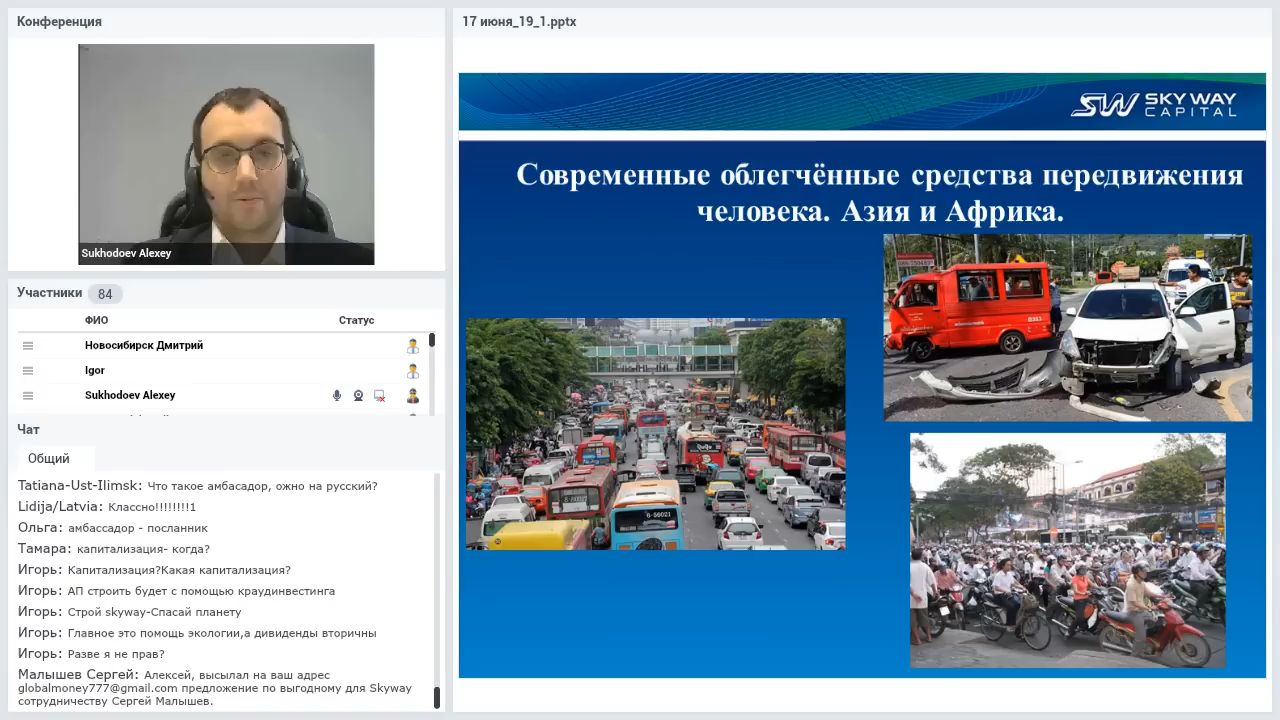 Конференция
Sukhodoev Alexey
Участники 84
ФИО Статус
Новосибирск Дмитрий
Igor
Sukhodoev Alexey
Чат
Общий
Tatiana-Ust-Ilimsk: Что такое амбасадор, ожно на русский?
Lidija/Latvia: Классно!!!!!!!!1
Ольга: амбассадор - посланник
Тамара: капитализация- когда?
Игорь: Капитализация?Какая капитализация?
Игорь: АП строить будет с помощью краудинвестинга
Игорь: Строй skyway-Спасай планету
Игорь: Главное это помощь экологии,а дивиденды вторичны
Игорь: Разве я не прав?
Малышев Сергей: Алексей, высылал на ваш адрес
globalmoney777@gmail.com предложение по выгодному для Skyway
сотрудничеству Сергей Малышев.
17 июня_19_1.pptx
SW SKY WAY
CAPITAL
Современные облегчённые средства передвижения
человека. Азия и Африка.